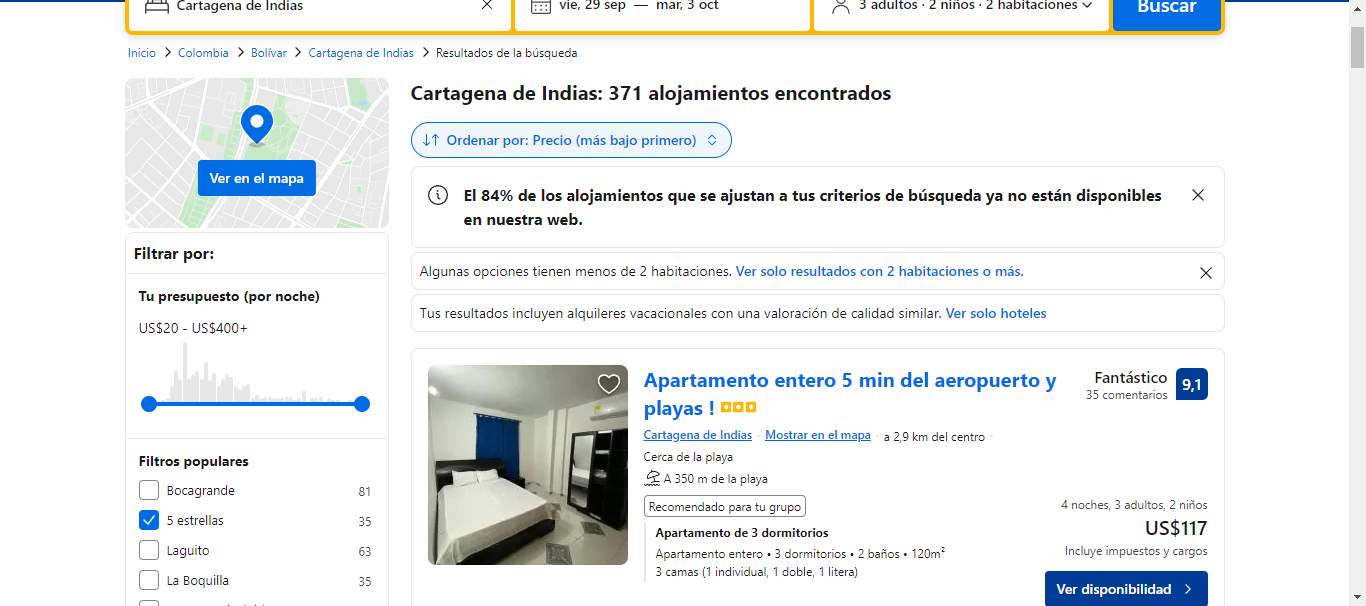 Cartagena de Indias
vie, 29 sep — mar, 3 oct
3 adultos · 2 niños · 2 habitaciones
Buscar
Inicio > Colombia > Bolívar > Cartagena de Indias > Resultados de la búsqueda
Ver en el mapa
Filtrar por:
Tu presupuesto (por noche)
US$20 - US$400+
Filtros populares
Bocagrande 81
5 estrellas 35
Laguito 63
La Boquilla 35
Cartagena de Indias: 371 alojamientos encontrados
Ordenar por: Precio (más bajo primero)
El 84% de los alojamientos que se ajustan a tus criterios de búsqueda ya no están disponibles
en nuestra web.
Algunas opciones tienen menos de 2 habitaciones. Ver solo resultados con 2 habitaciones o más.
Tus resultados incluyen alquileres vacacionales con una valoración de calidad similar. Ver solo hoteles
Apartamento entero 5 min del aeropuerto y
playas !
Fantástico
35 comentarios
9,1
Cartagena de Indias · Mostrar en el mapa · a 2,9 km del centro ·
Cerca de la playa
A 350 m de la playa
Recomendado para tu grupo
Apartamento de 3 dormitorios
Apartamento entero • 3 dormitorios • 2 baños • 120m²
3 camas (1 individual, 1 doble, 1 litera)
4 noches, 3 adultos, 2 niños
US$117
Incluye impuestos y cargos
Ver disponibilidad